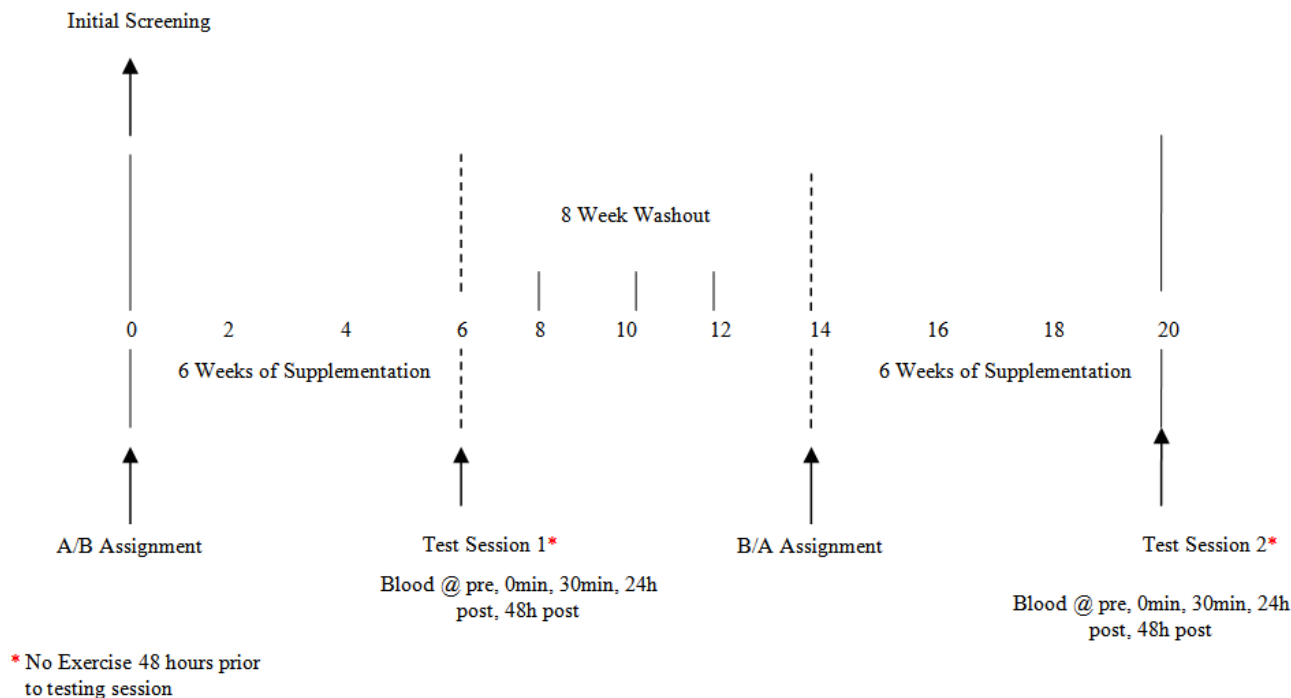 Initial Screening
8 Week Washout
0 2 4 6 8 10 12 14 16 18 20
6 Weeks of Supplementation 6 Weeks of Supplementation
A/B Assignment Test Session 1* B/A Assignment Test Session 2*
Blood @ pre, 0min, 30min, 24h
post, 48h post
Blood @ pre, 0min, 30min, 24h
post, 48h post
* No Exercise 48 hours prior
to testing session